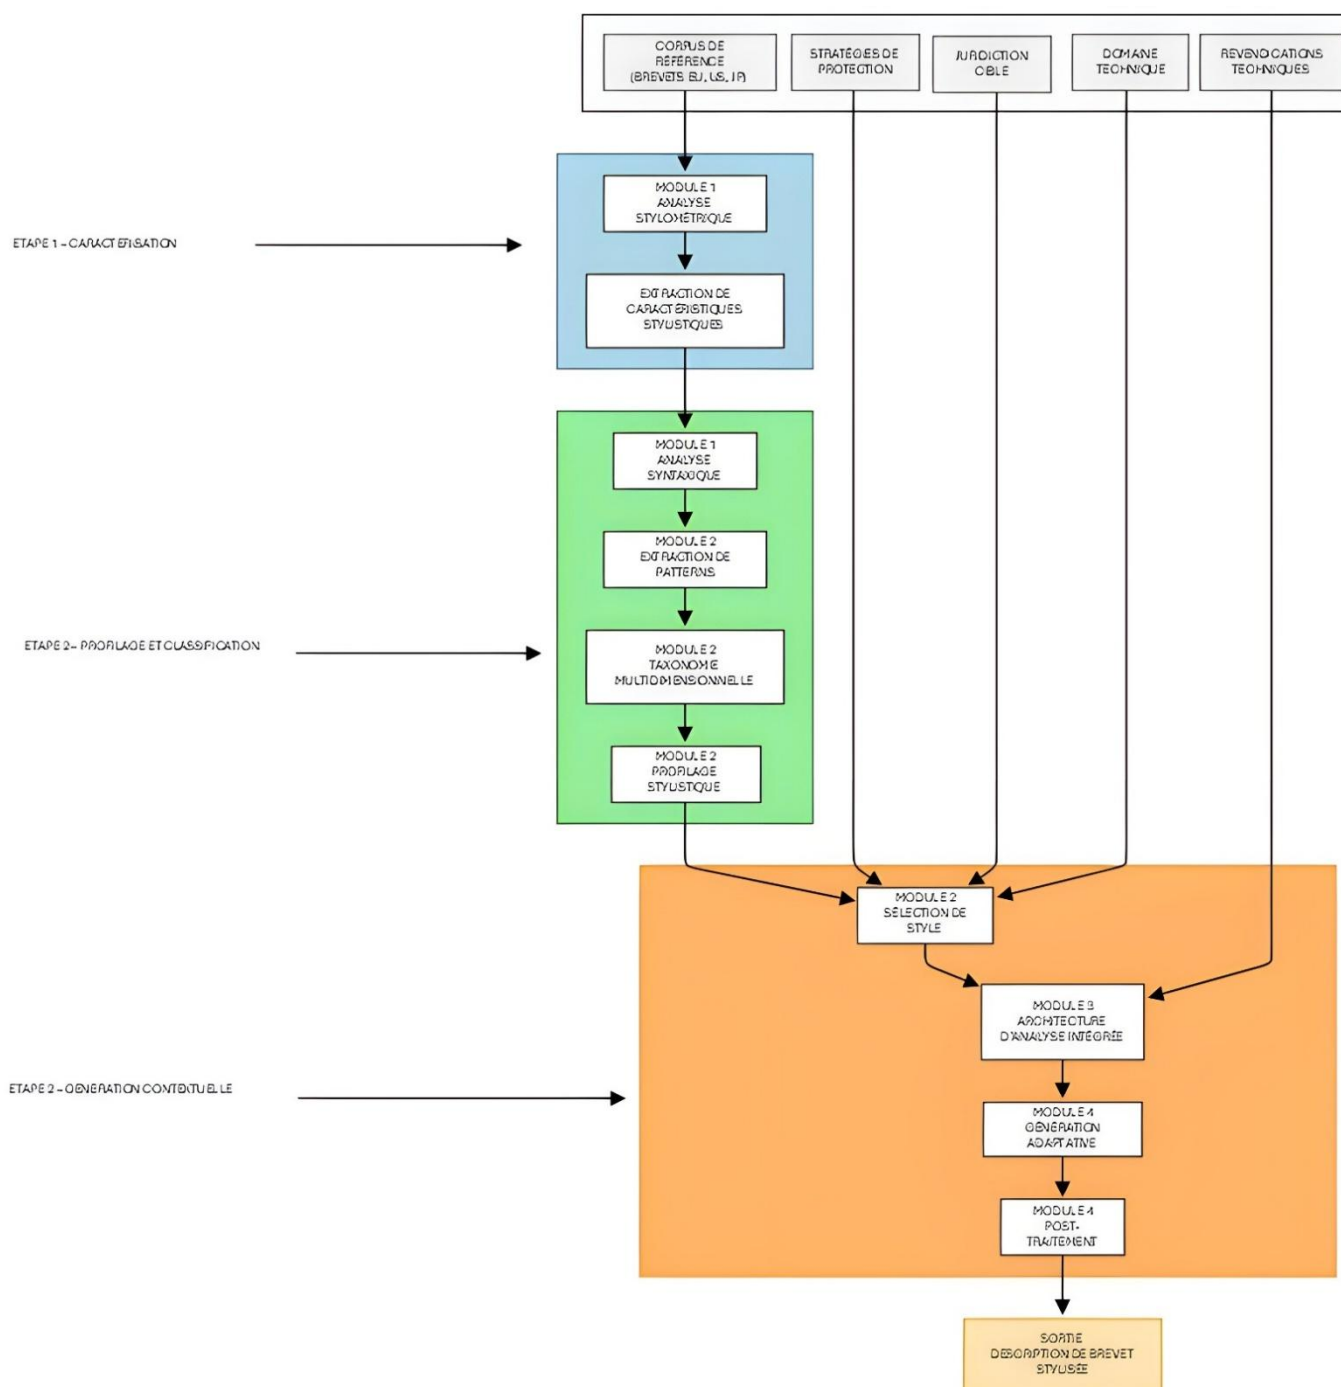 CORPUS DE
RÉFÉRENCE
(BREVETS EU, US, JP)
STRATÉGIES DE
PROTECTION
JURIDICTION
CIBLE
DOMAINE
TECHNIQUE
REVENDICATIONS
TECHNIQUES
MODULE 1
ANALYSE
STYLOMÉTRIQUE
ETAPE 1 - CARACTÉRISATION
EXTRACTION DE
CARACTÉRISTIQUES
STYLISTIQUES
MODULE 1
ANALYSE
SYNTAXIQUE
MODULE 2
EXTRACTION DE
PATTERNS
ETAPE 2 - PROFILAGE ET CLASSIFICATION
MODULE 2
TAXONOMIE
MULTIDIMENSIONNELLE
MODULE 2
PROFILAGE
STYLISTIQUE
MODULE 2
SÉLECTION DE
STYLE
MODULE 3
ARCHITECTURE
D'ANALYSE INTÉGRÉE
ETAPE 2 - GÉNÉRATION CONTEXTUELLE
MODULE 4
GÉNÉRATION
ADAPTATIVE
MODULE 4
POST-
TRAITEMENT
SORTIE
DESCRIPTION DE BREVET
STYLISÉE